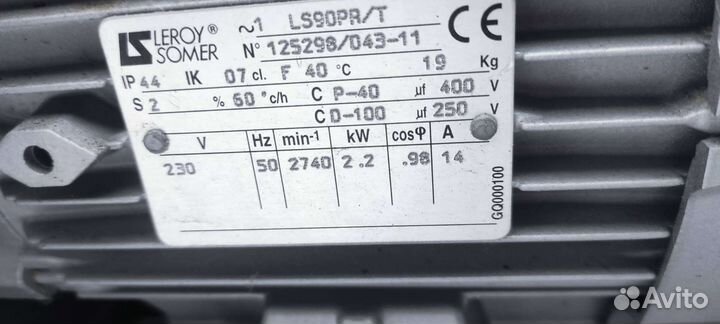 LEROY® SOMER
~1 LS90PR/T
N° 125298/043-11
CE
IP 44 IK 07 cl. F 40 °C 19 Kg
S 2 % 60 °c/h C P-40 µf 400 V
C D-100 µf 250 V
V Hz min-1 kW cosφ A
230 50 2740 2.2 .98 14
GQ000100
Avito